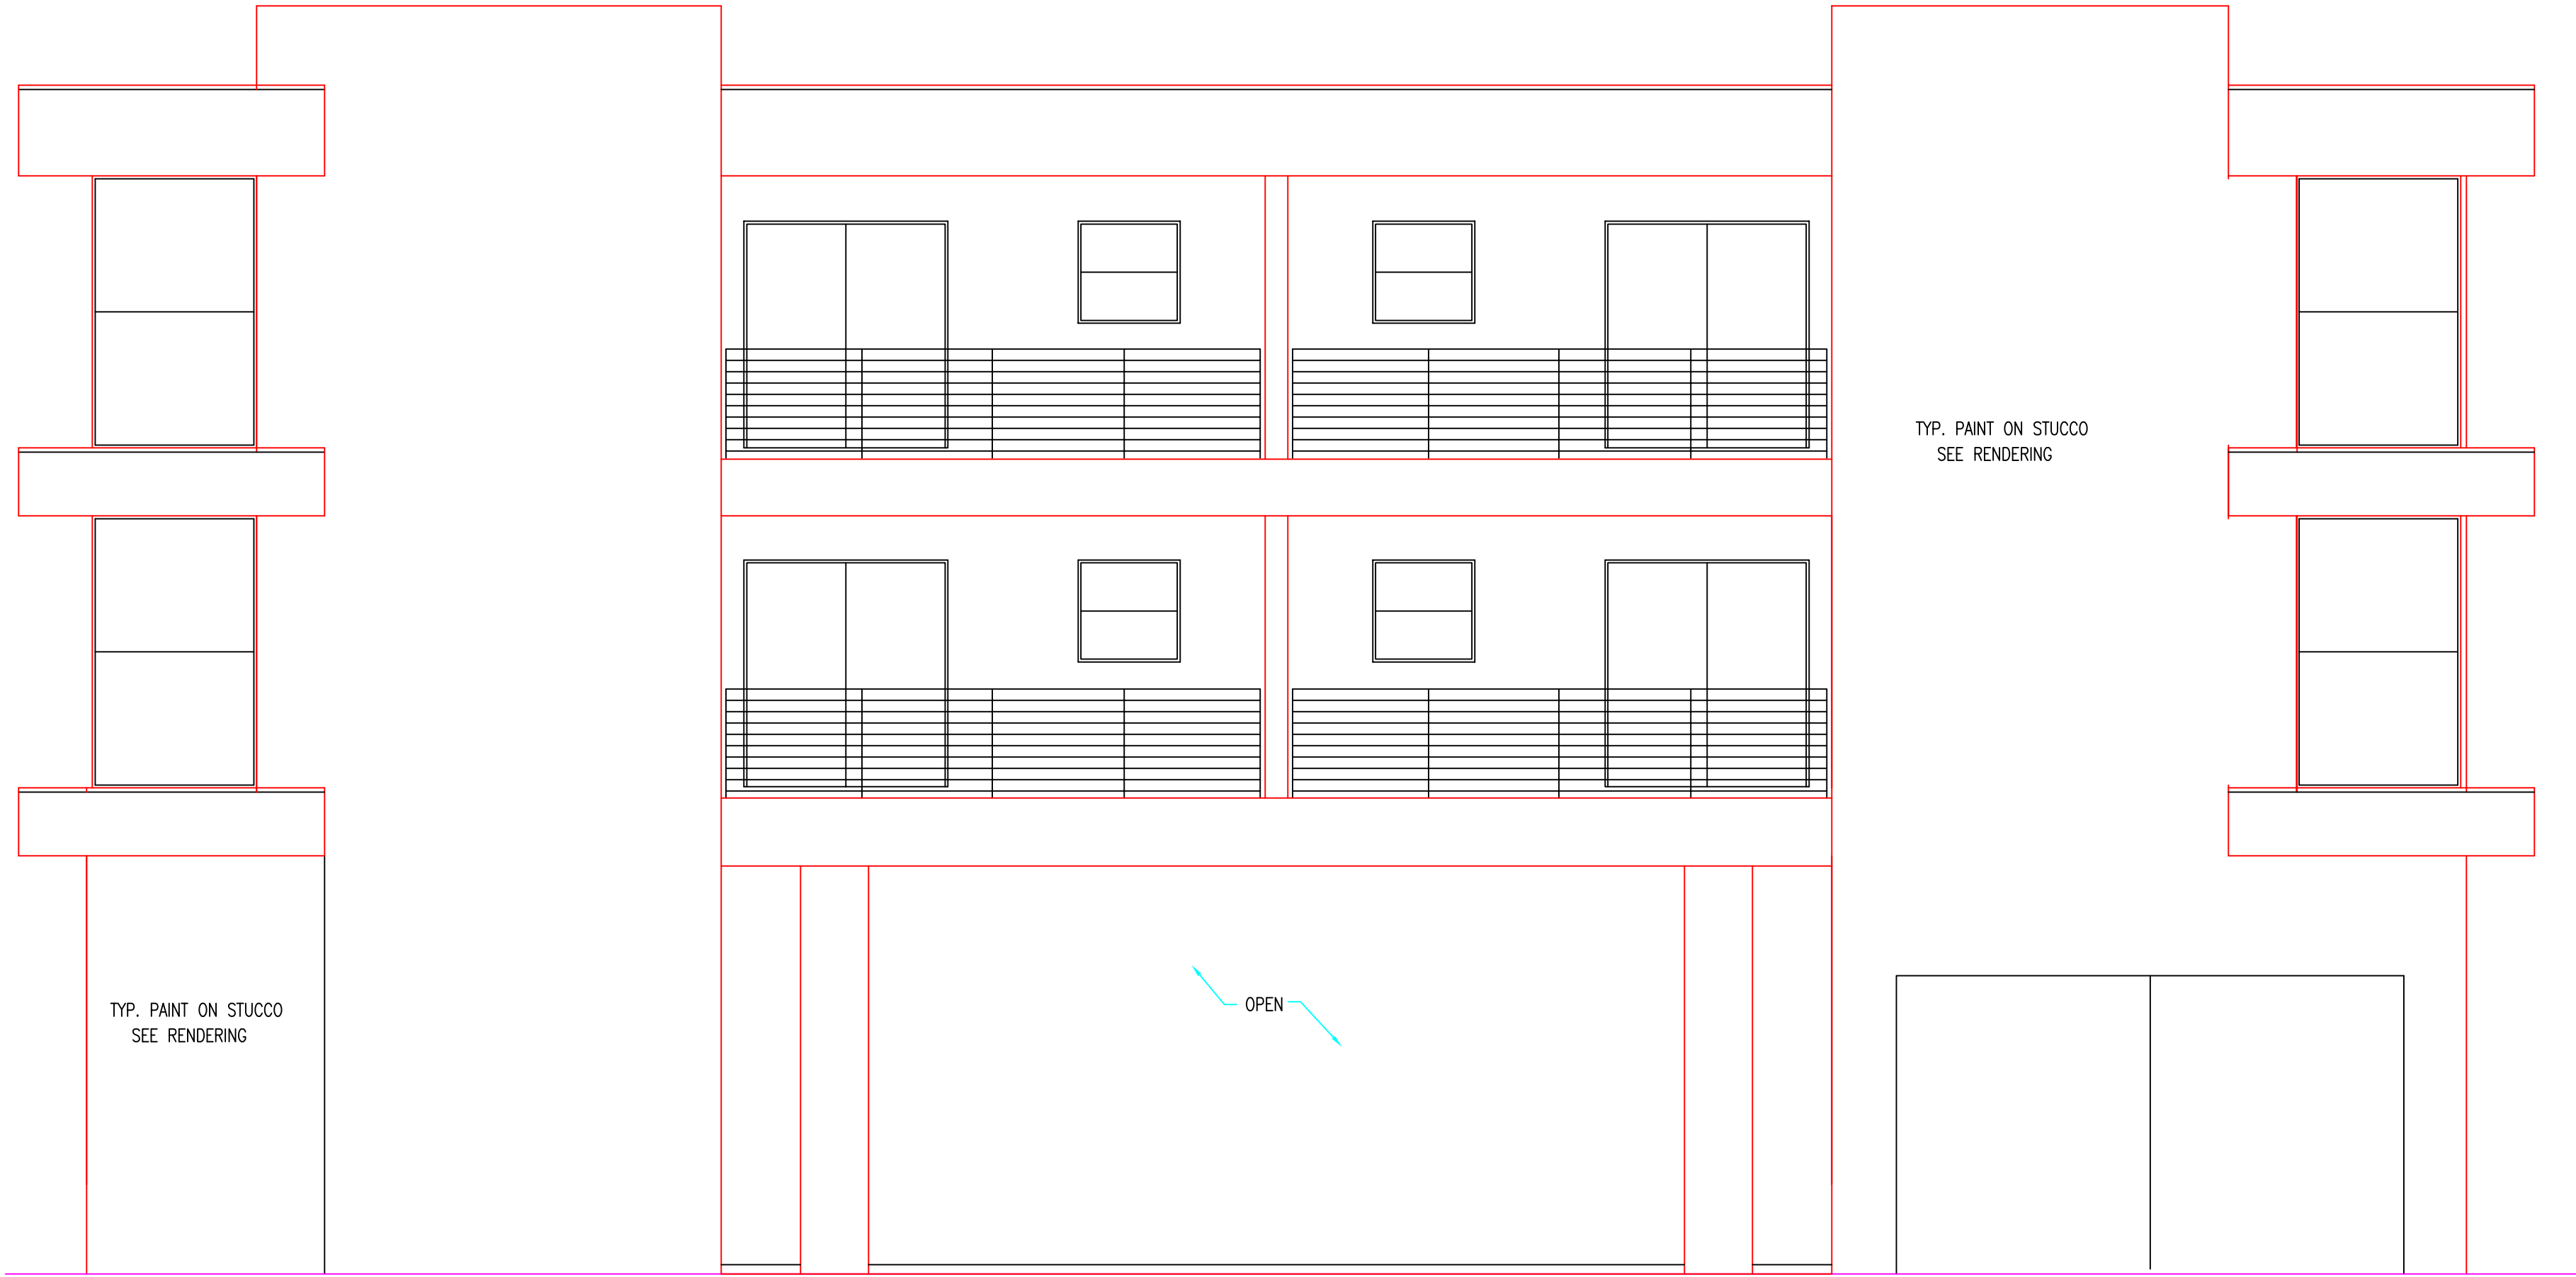 TYP. PAINT ON STUCCO
SEE RENDERING
TYP. PAINT ON STUCCO
SEE RENDERING
OPEN